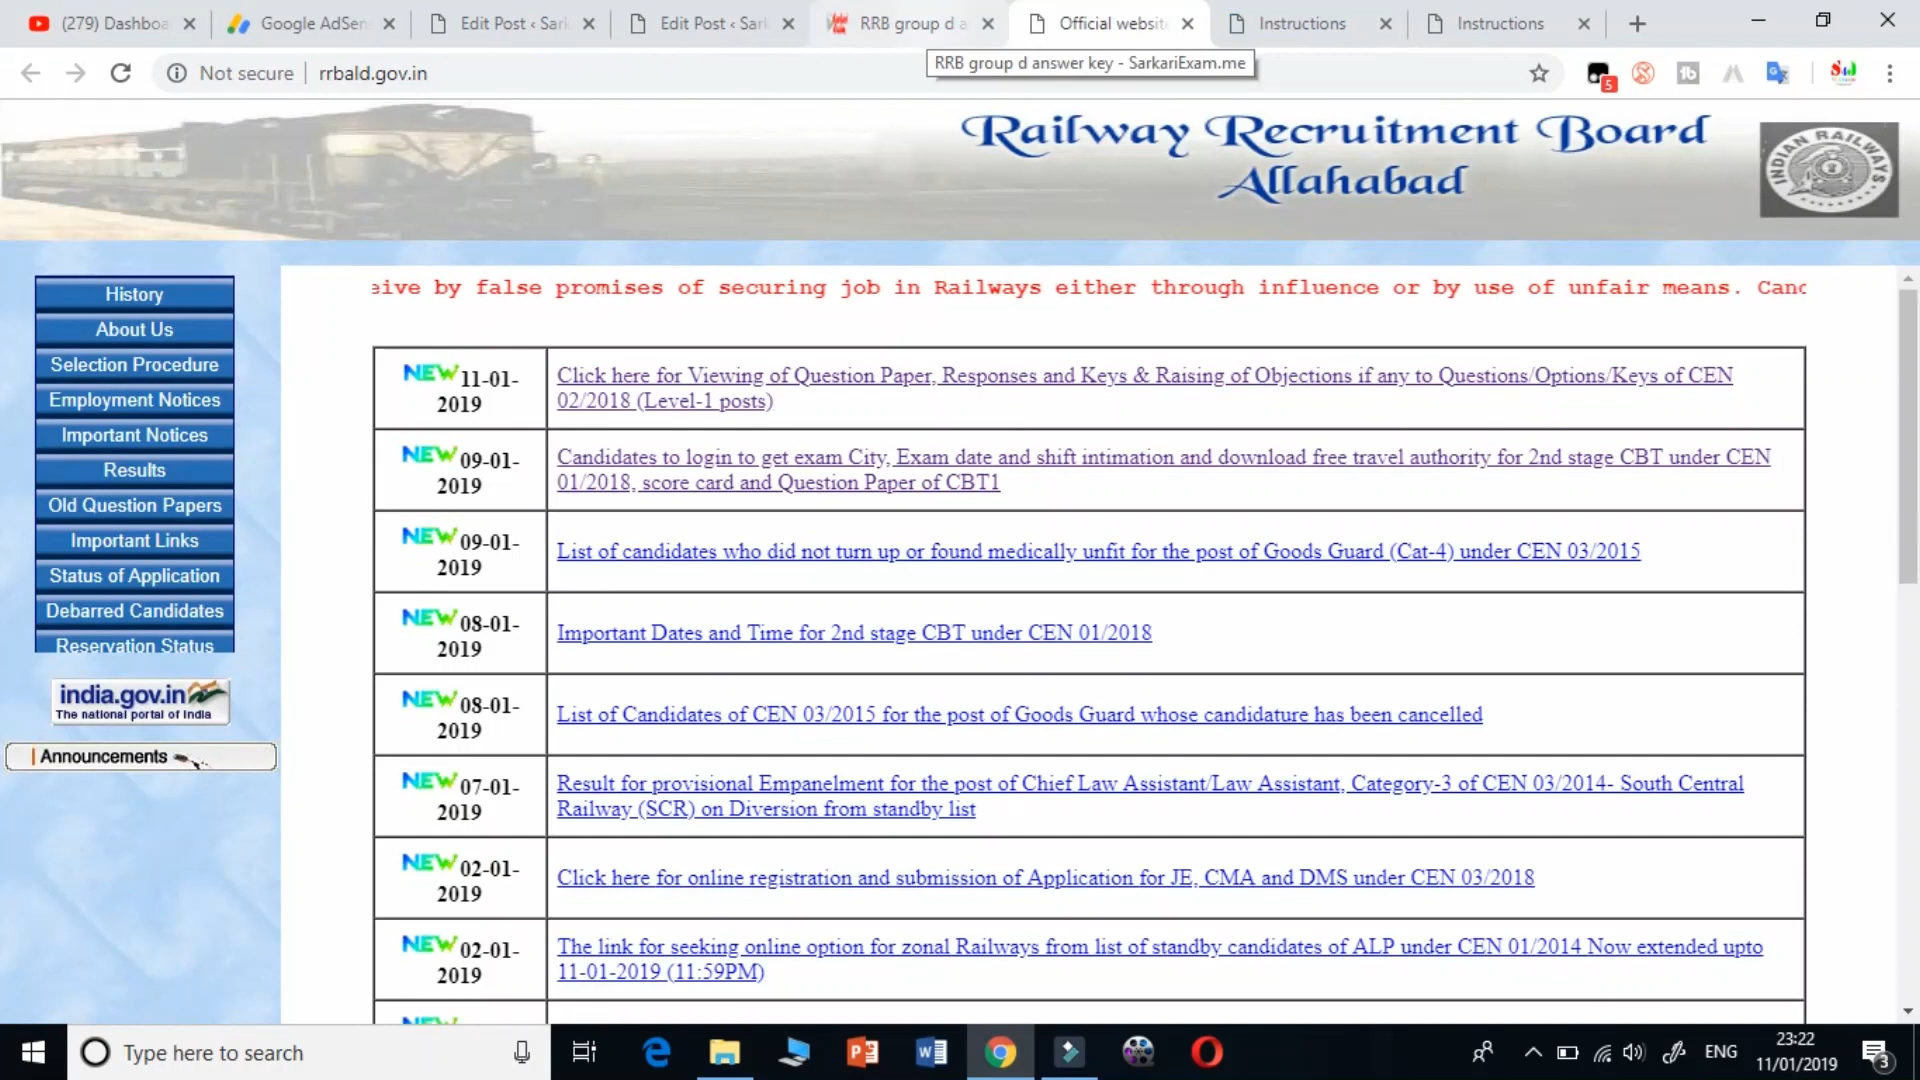 (279) Dashboa
Google AdSen
Edit Post ‹ Sark
Edit Post ‹ Sark
RRB group d a
Official websit
Instructions
Instructions
Not secure
rrbald.gov.in
RRB group d answer key - SarkariExam.me
5
Railway Recruitment Board
Allahabad
INDIAN RAILWAYS
History
About Us
Selection Procedure
Employment Notices
Important Notices
Results
Old Question Papers
Important Links
Status of Application
Debarred Candidates
Reservation Status
india.gov.in
The national portal of India
Announcements
eive by false promises of securing job in Railways either through influence or by use of unfair means. Canc
NEW 11-01-
2019
Click here for Viewing of Question Paper, Responses and Keys & Raising of Objections if any to Questions/Options/Keys of CEN
02/2018 (Level-1 posts)
NEW 09-01-
2019
Candidates to login to get exam City, Exam date and shift intimation and download free travel authority for 2nd stage CBT under CEN
01/2018, score card and Question Paper of CBT1
NEW 09-01-
2019
List of candidates who did not turn up or found medically unfit for the post of Goods Guard (Cat-4) under CEN 03/2015
NEW 08-01-
2019
Important Dates and Time for 2nd stage CBT under CEN 01/2018
NEW 08-01-
2019
List of Candidates of CEN 03/2015 for the post of Goods Guard whose candidature has been cancelled
NEW 07-01-
2019
Result for provisional Empanelment for the post of Chief Law Assistant/Law Assistant, Category-3 of CEN 03/2014- South Central
Railway (SCR) on Diversion from standby list
NEW 02-01-
2019
Click here for online registration and submission of Application for JE, CMA and DMS under CEN 03/2018
NEW 02-01-
2019
The link for seeking online option for zonal Railways from list of standby candidates of ALP under CEN 01/2014 Now extended upto
11-01-2019 (11:59PM)
NEW
Type here to search
ENG
23:22
11/01/2019
3